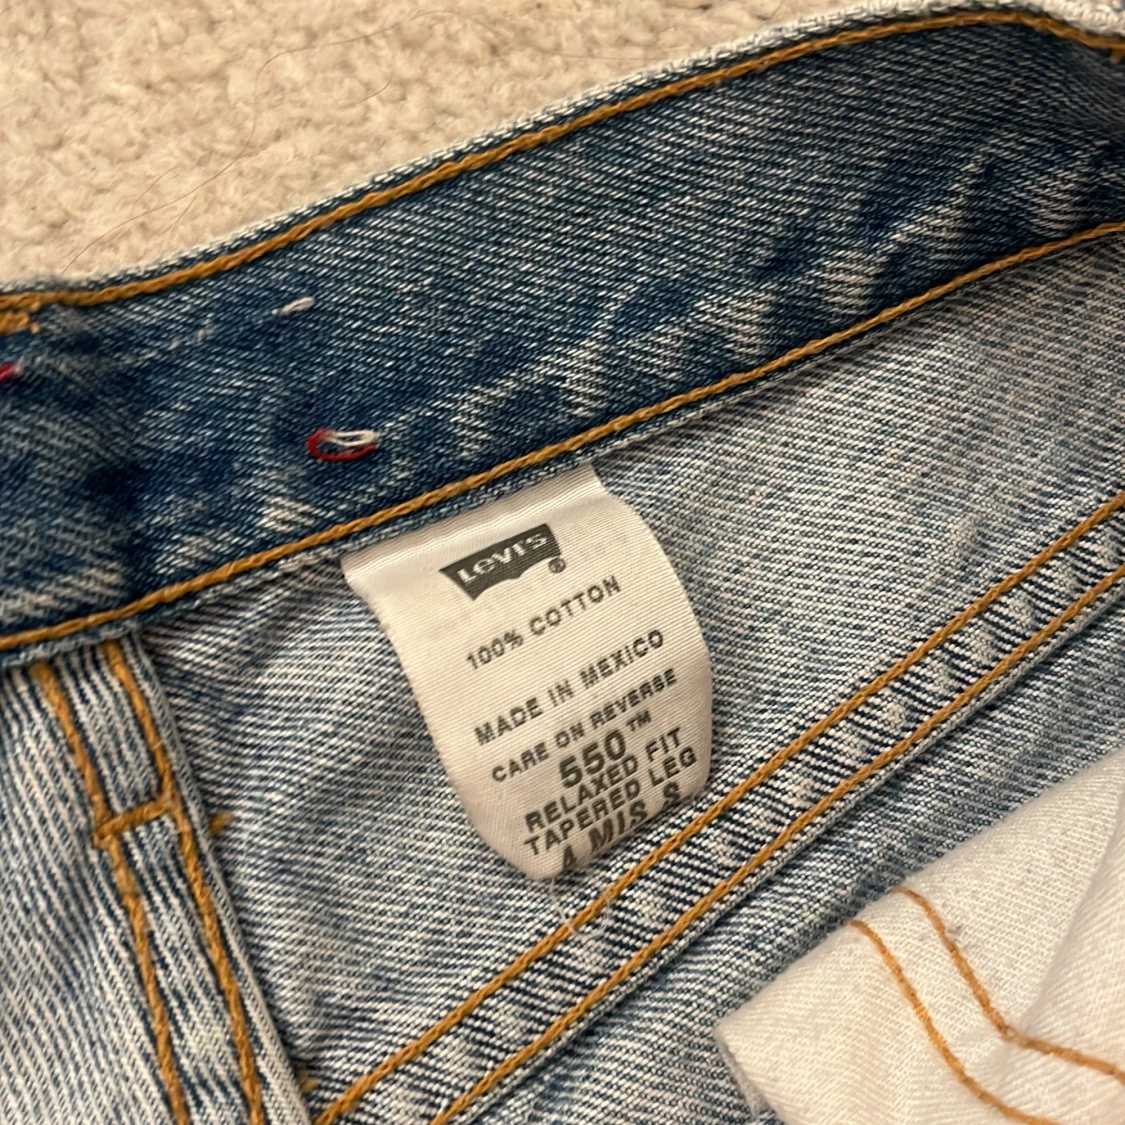 Levi's ®
100% COTTON
MADE IN MEXICO
CARE ON REVERSE
550™
RELAXED FIT
TAPERED LEG
4 MIS S